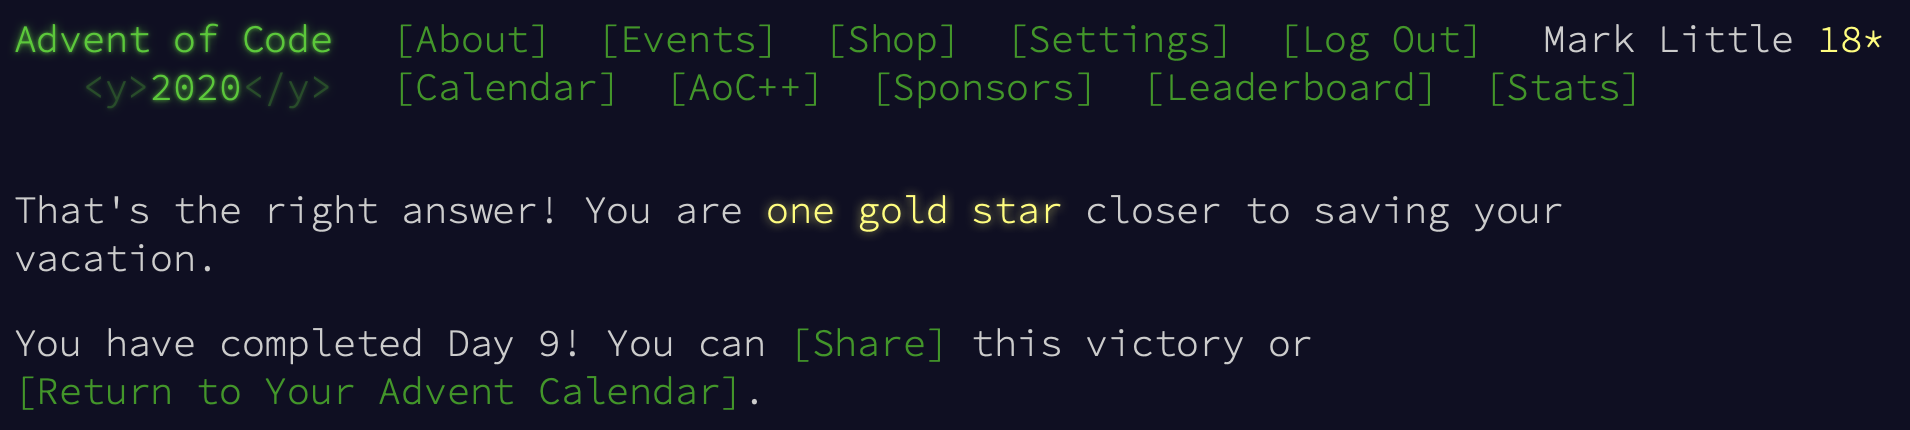 Advent of Code [About] [Events] [Shop] [Settings] [Log Out] Mark Little 18*
<y>2020</y> [Calendar] [AoC++] [Sponsors] [Leaderboard] [Stats]
That's the right answer! You are one gold star closer to saving your
vacation.
You have completed Day 9! You can [Share] this victory or
[Return to Your Advent Calendar].